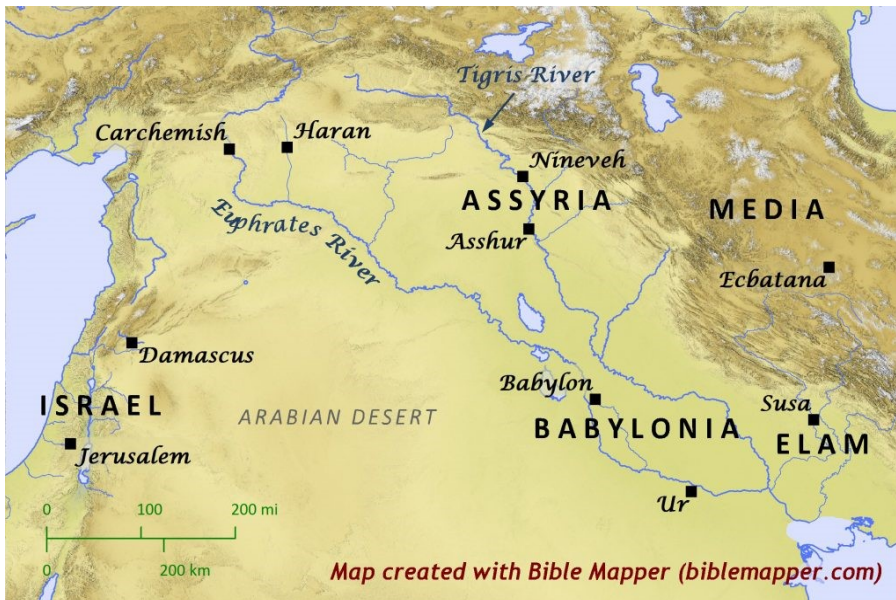 Tigris River
Carchemish
Haran
Nineveh
ASSYRIA
MEDIA
Euphrates River
Asshur
Ecbatana
Damascus
Babylon
ISRAEL
ARABIAN DESERT
BABYLONIA
Susa
ELAM
Jerusalem
Ur
0 100 200 mi
0 200 km
Map created with Bible Mapper (biblemapper.com)